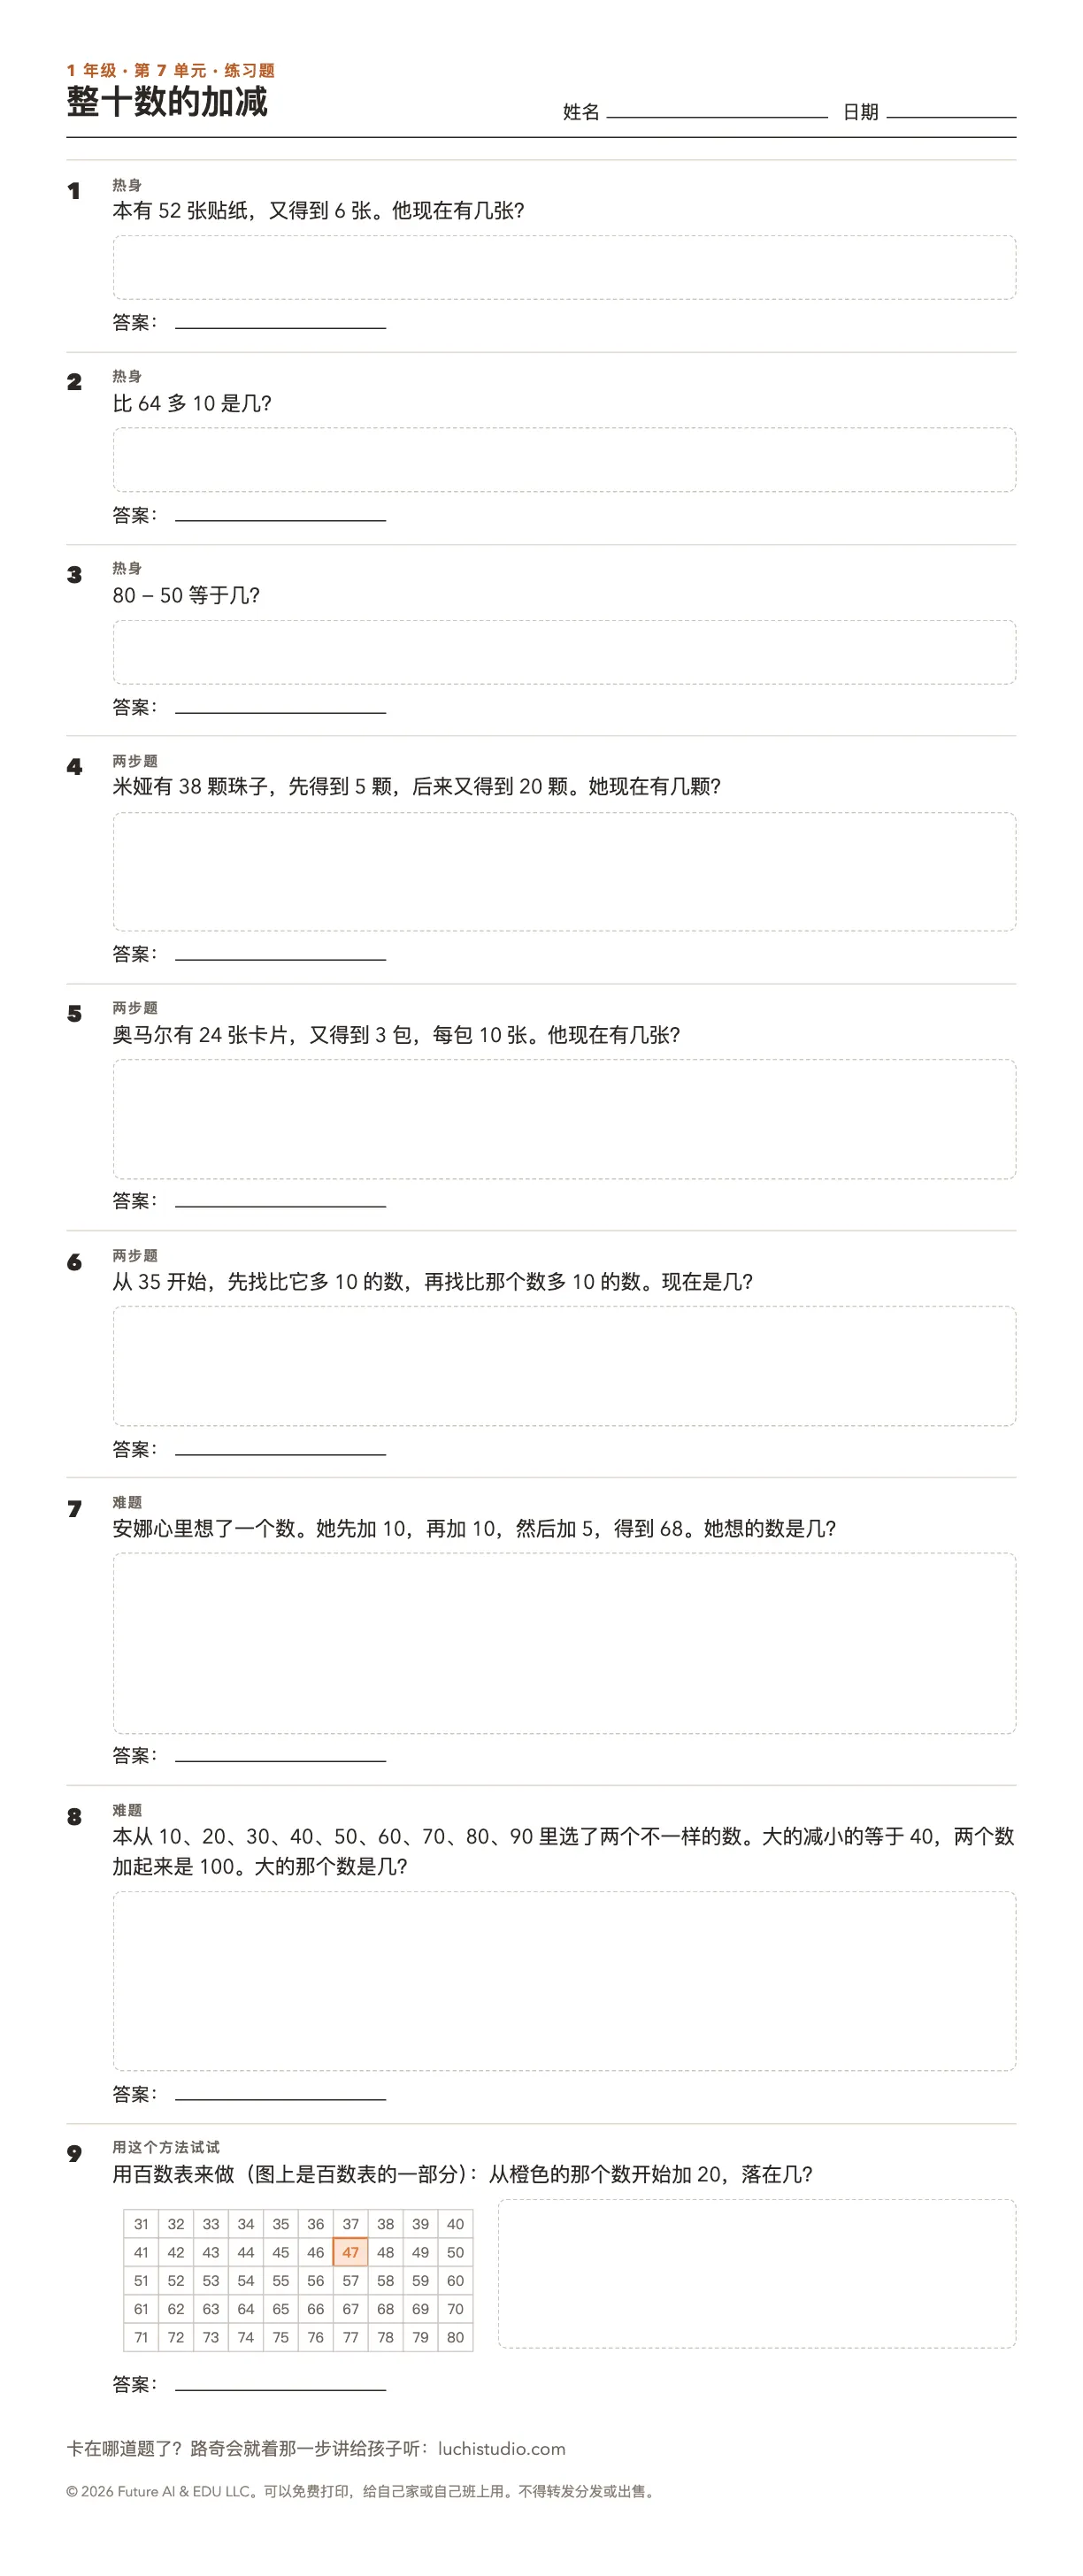 1 年级 · 第 7 单元 · 练习题
整十数的加减
姓名 日期
1
热身
本有 52 张贴纸，又得到 6 张。他现在有几张？
答案：
2
热身
比 64 多 10 是几？
答案：
3
热身
80 – 50 等于几？
答案：
4
两步题
米娅有 38 颗珠子，先得到 5 颗，后来又得到 20 颗。她现在有几颗？
答案：
5
两步题
奥马尔有 24 张卡片，又得到 3 包，每包 10 张。他现在有几张？
答案：
6
两步题
从 35 开始，先找比它多 10 的数，再找比那个数多 10 的数。现在是几？
答案：
7
难题
安娜心里想了一个数。她先加 10，再加 10，然后加 5，得到 68。她想的数是几？
答案：
8
难题
本从 10、20、30、40、50、60、70、80、90 里选了两个不一样的数。大的减小的等于 40，两个数
加起来是 100。大的那个数是几？
答案：
9
用这个方法试试
用百数表来做（图上是百数表的一部分）：从橙色的那个数开始加 20，落在几？
31 32 33 34 35 36 37 38 39 40
41 42 43 44 45 46 47 48 49 50
51 52 53 54 55 56 57 58 59 60
61 62 63 64 65 66 67 68 69 70
71 72 73 74 75 76 77 78 79 80
答案：
卡在哪道题了？路奇会就着那一步讲给孩子听：luchistudio.com
© 2026 Future AI & EDU LLC。可以免费打印，给自己家或自己班上用。不得转发分发或出售。